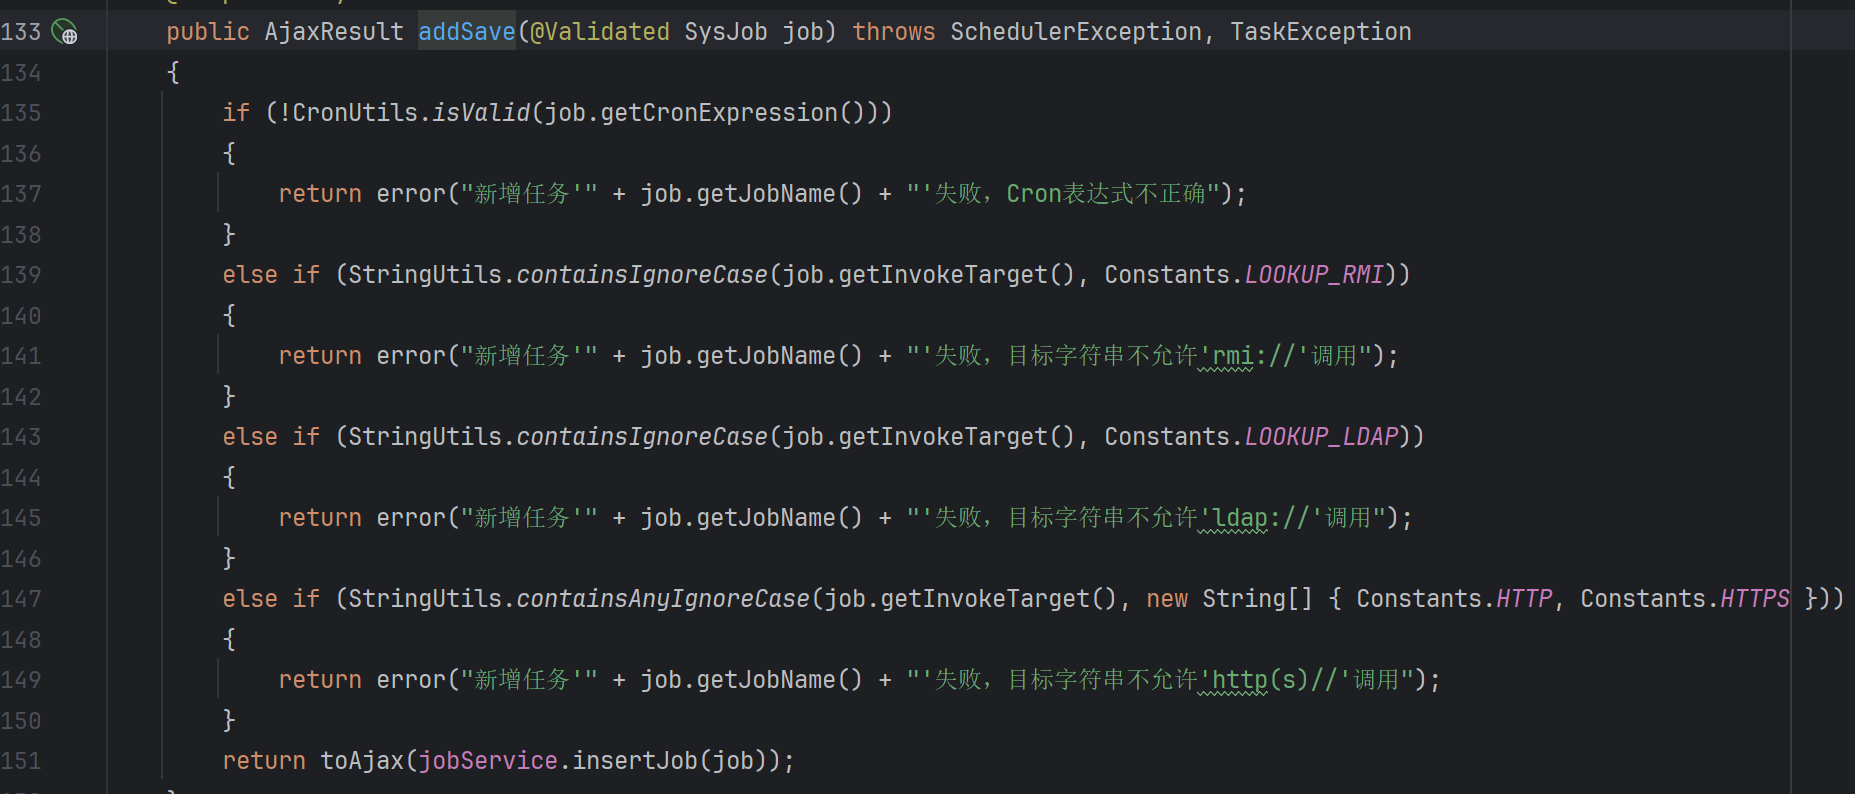 133 public AjaxResult addSave(@Validated SysJob job) throws SchedulerException, TaskException
134 {
135 if (!CronUtils.isValid(job.getCronExpression()))
136 {
137 return error("新增任务'" + job.getJobName() + "'失败，Cron表达式不正确");
138 }
139 else if (StringUtils.containsIgnoreCase(job.getInvokeTarget(), Constants.LOOKUP_RMI))
140 {
141 return error("新增任务'" + job.getJobName() + "'失败，目标字符串不允许'rmi://'调用");
142 }
143 else if (StringUtils.containsIgnoreCase(job.getInvokeTarget(), Constants.LOOKUP_LDAP))
144 {
145 return error("新增任务'" + job.getJobName() + "'失败，目标字符串不允许'ldap://'调用");
146 }
147 else if (StringUtils.containsAnyIgnoreCase(job.getInvokeTarget(), new String[] { Constants.HTTP, Constants.HTTPS }))
148 {
149 return error("新增任务'" + job.getJobName() + "'失败，目标字符串不允许'http(s)//'调用");
150 }
151 return toAjax(jobService.insertJob(job));